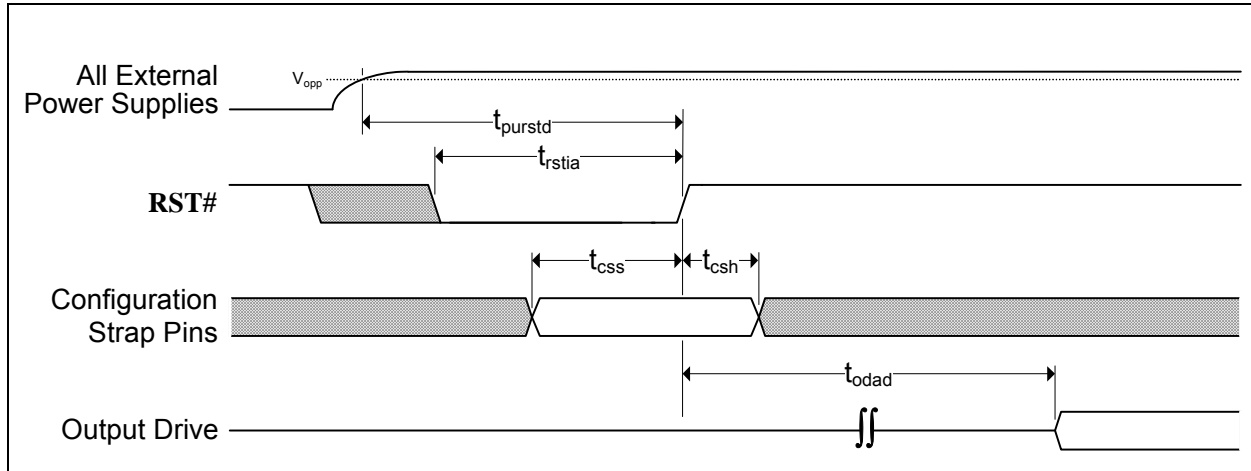 All External
Power Supplies
Vopp
tpurstd
trstia
RST#
tcss
tcsh
Configuration
Strap Pins
todad
Output Drive